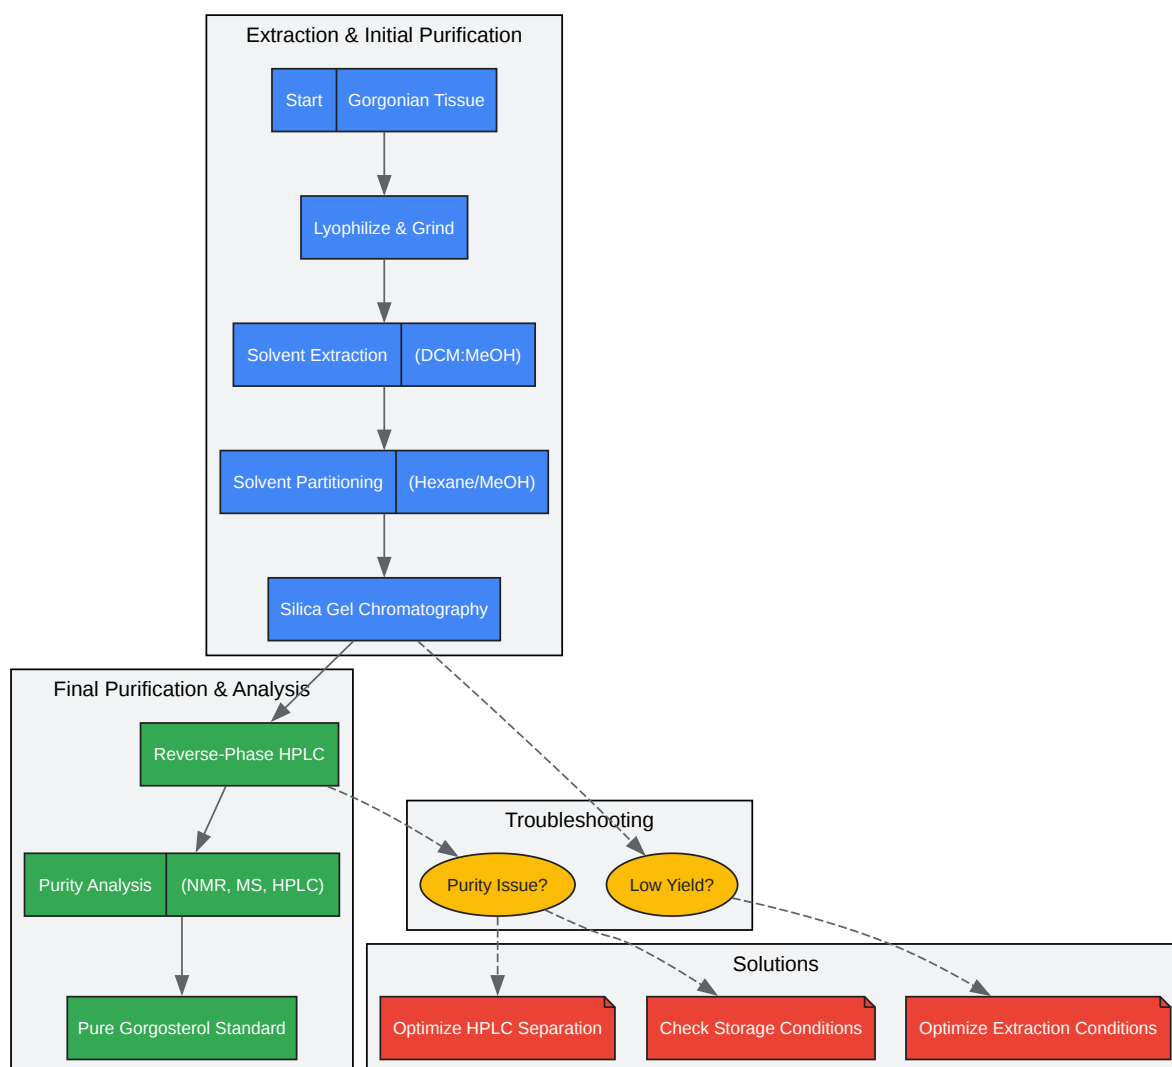 Extraction & Initial Purification
Start
Gorgonian Tissue
Lyophilize & Grind
Solvent Extraction
(DCM:MeOH)
Solvent Partitioning
(Hexane/MeOH)
Silica Gel Chromatography
Final Purification & Analysis
Reverse-Phase HPLC
Purity Analysis
(NMR, MS, HPLC)
Pure Gorgosterol Standard
Troubleshooting
Purity Issue?
Low Yield?
Solutions
Optimize HPLC Separation
Check Storage Conditions
Optimize Extraction Conditions